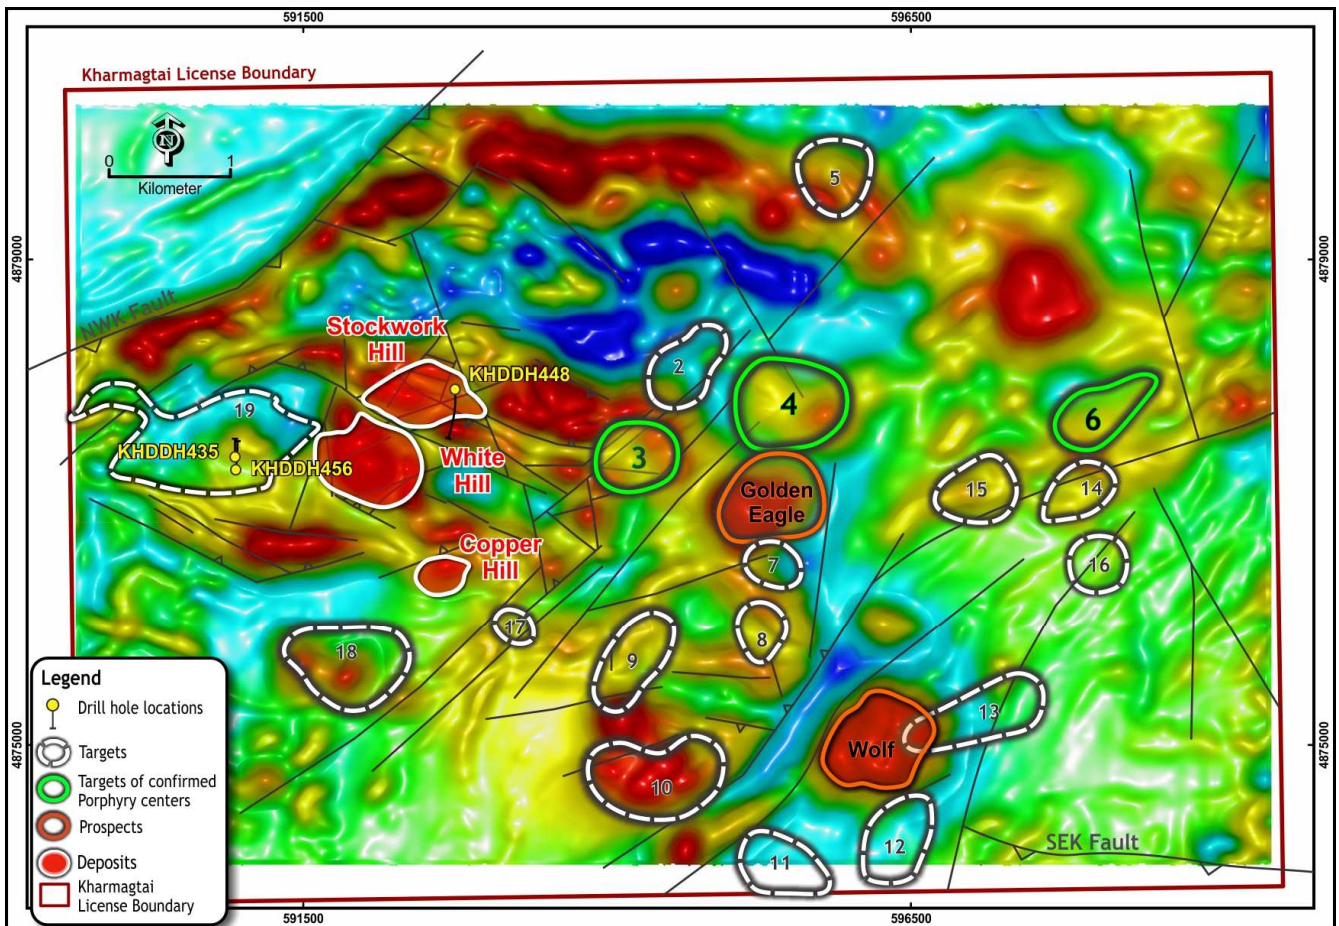 591500
596500
Kharmagtai License Boundary
N
0
1
Kilometer
5
4879000
4879000
NWK Fault
Stockwork
Hill
KHDDH448
2
19
4
6
KHDDH435
KHDDH456
White
Hill
3
Golden
Eagle
15
14
Copper
Hill
7
16
17
8
18
9
13
4875000
4875000
Wolf
10
12
11
SEK Fault
Legend
Drill hole locations
Targets
Targets of confirmed
Porphyry centers
Prospects
Deposits
Kharmagtai
License Boundary
591500
596500